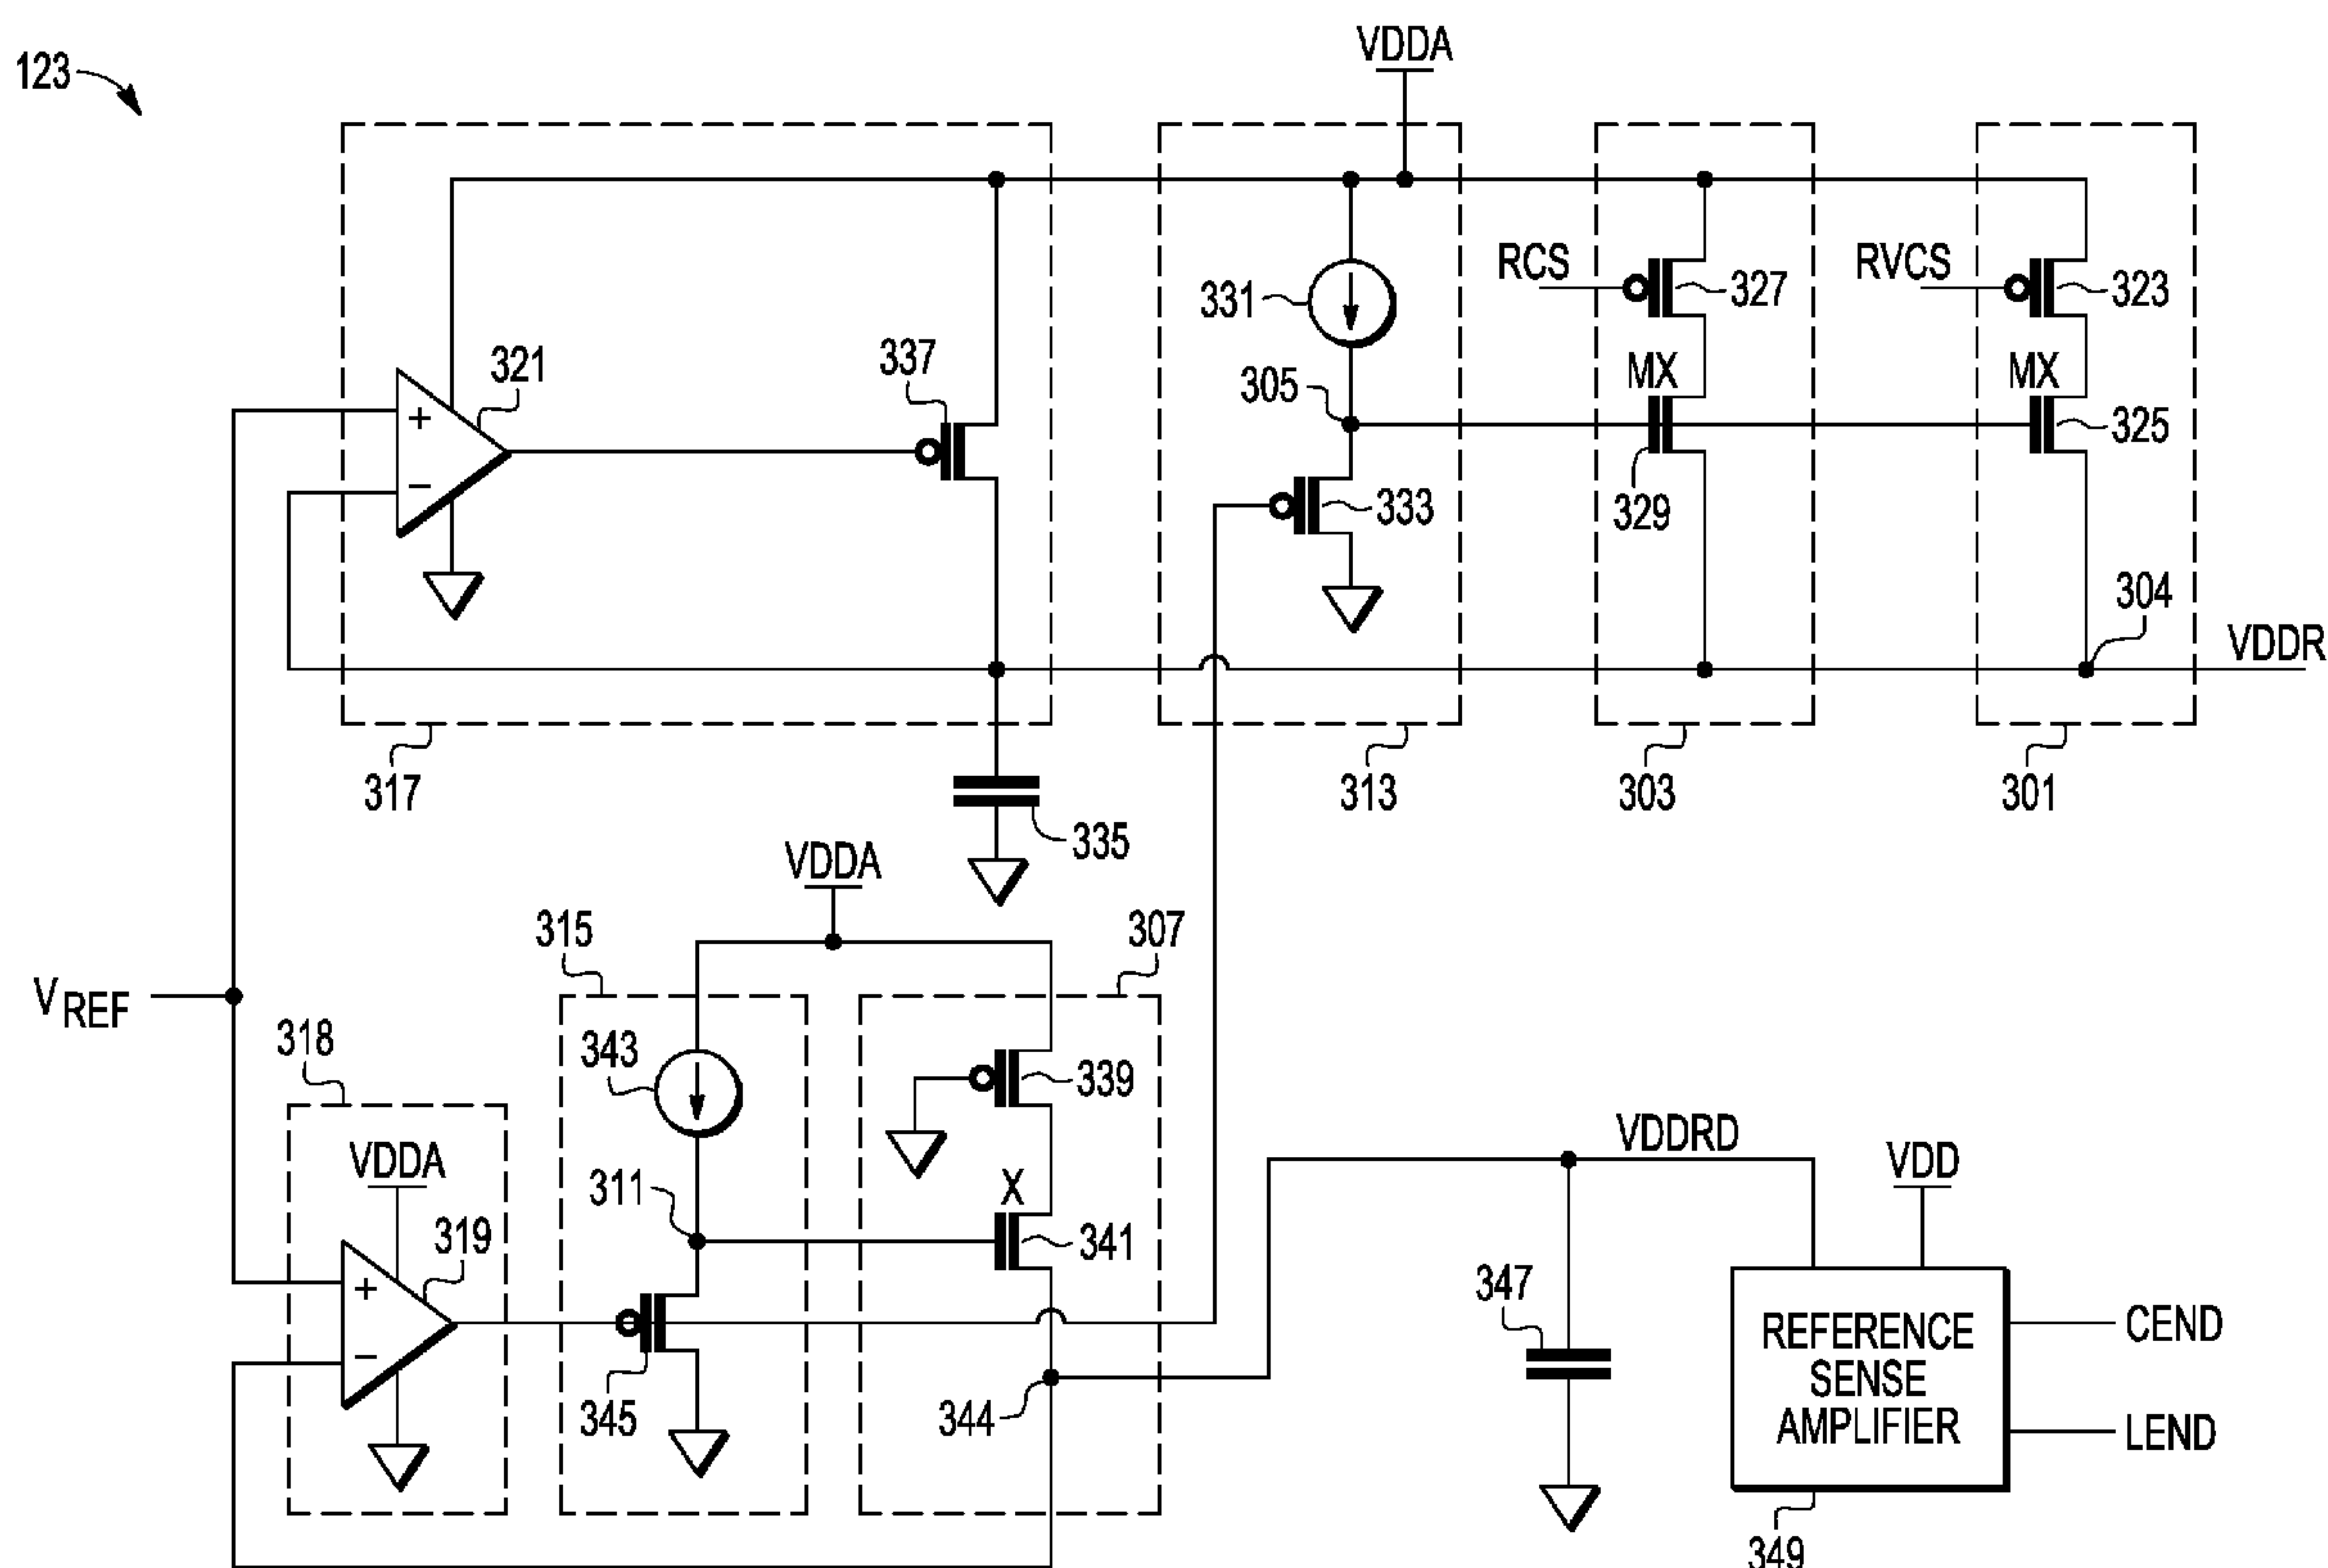 123
VDDA
RCS
327
RVCS
323
331
321
337
305
MX
MX
325
+
−
333
329
304
VDDR
317
313
303
301
335
VDDA
315
307
VREF
318
343
339
VDDA
VDDRD
VDD
311
X
319
341
347
+
−
REFERENCE
SENSE
AMPLIFIER
CEND
345
344
LEND
349